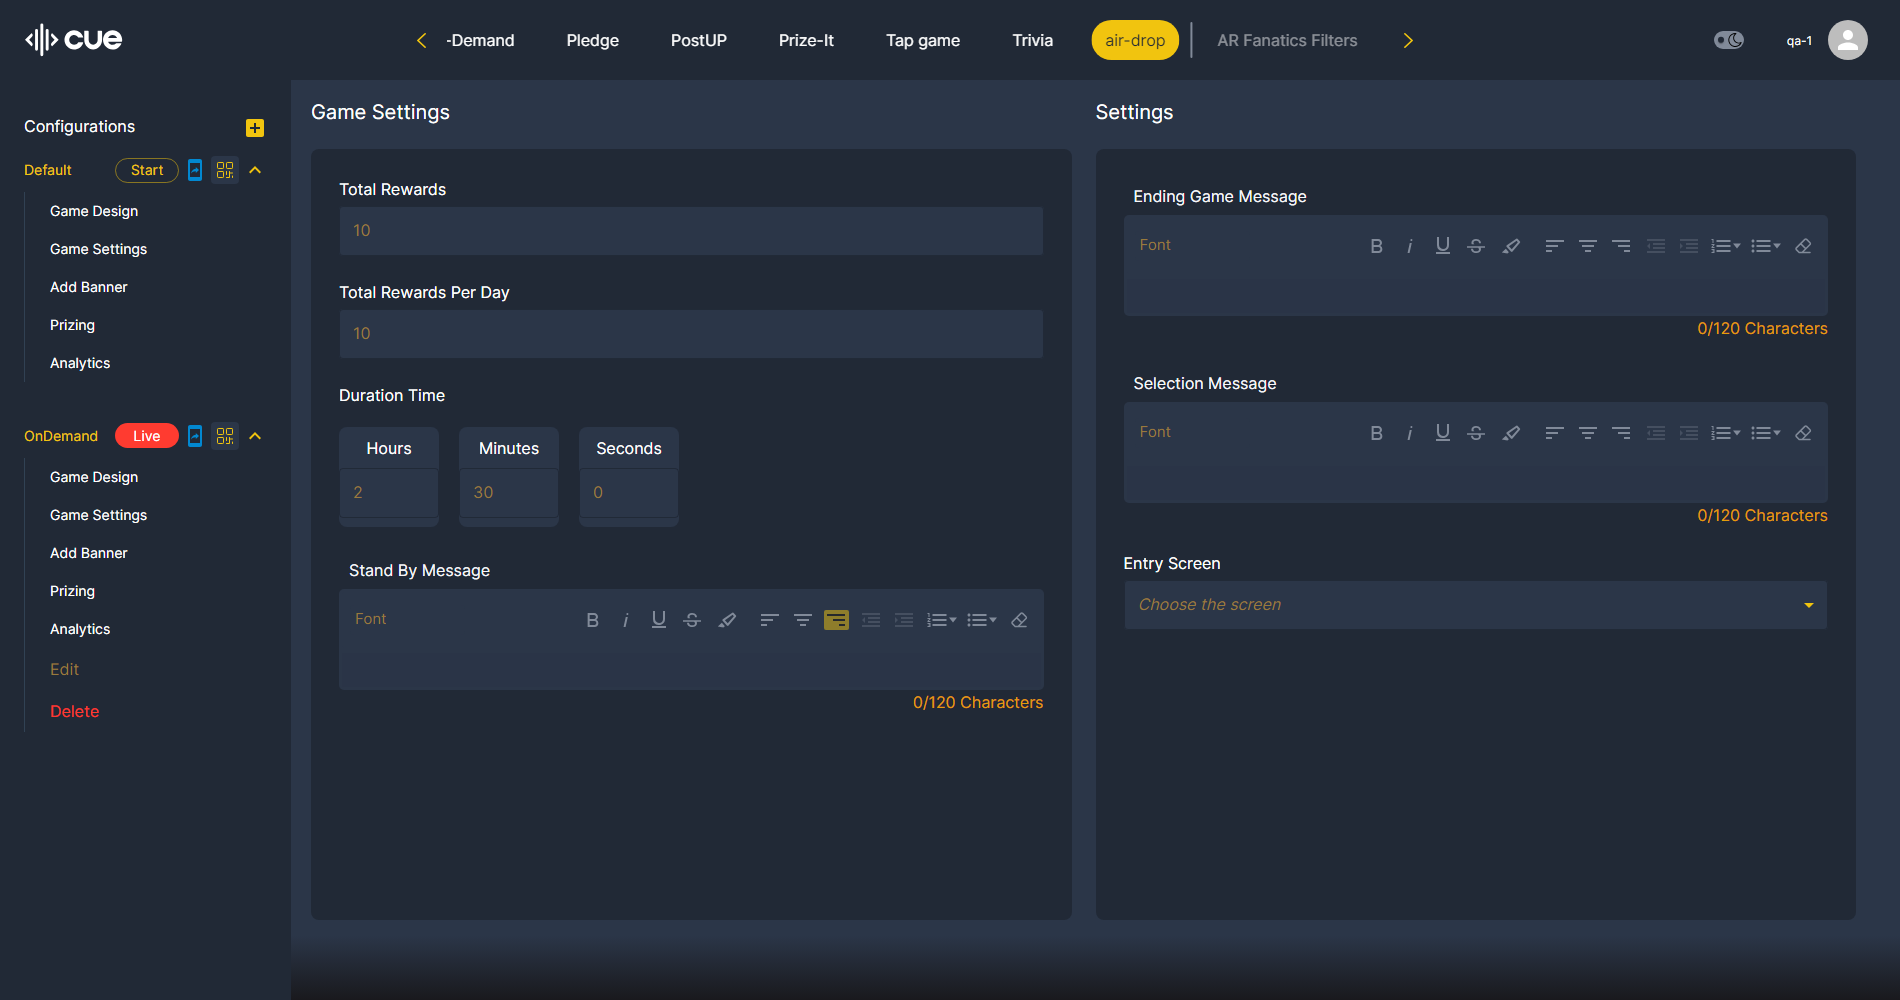 cue
-Demand
Pledge
PostUP
Prize-It
Tap game
Trivia
air-drop
AR Fanatics Filters
qa-1
Configurations
Default
Start
Game Design
Game Settings
Add Banner
Prizing
Analytics
OnDemand
Live
Game Design
Game Settings
Add Banner
Prizing
Analytics
Edit
Delete
Game Settings
Total Rewards
10
Total Rewards Per Day
10
Duration Time
Hours
Minutes
Seconds
2
30
0
Stand By Message
Font
0/120 Characters
Settings
Ending Game Message
Font
0/120 Characters
Selection Message
Font
0/120 Characters
Entry Screen
Choose the screen